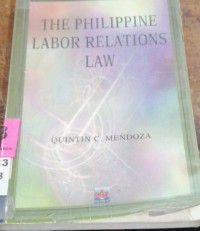 THE PHILIPPINE
LABOR RELATIONS
LAW
QUINTIN C. MENDOZA